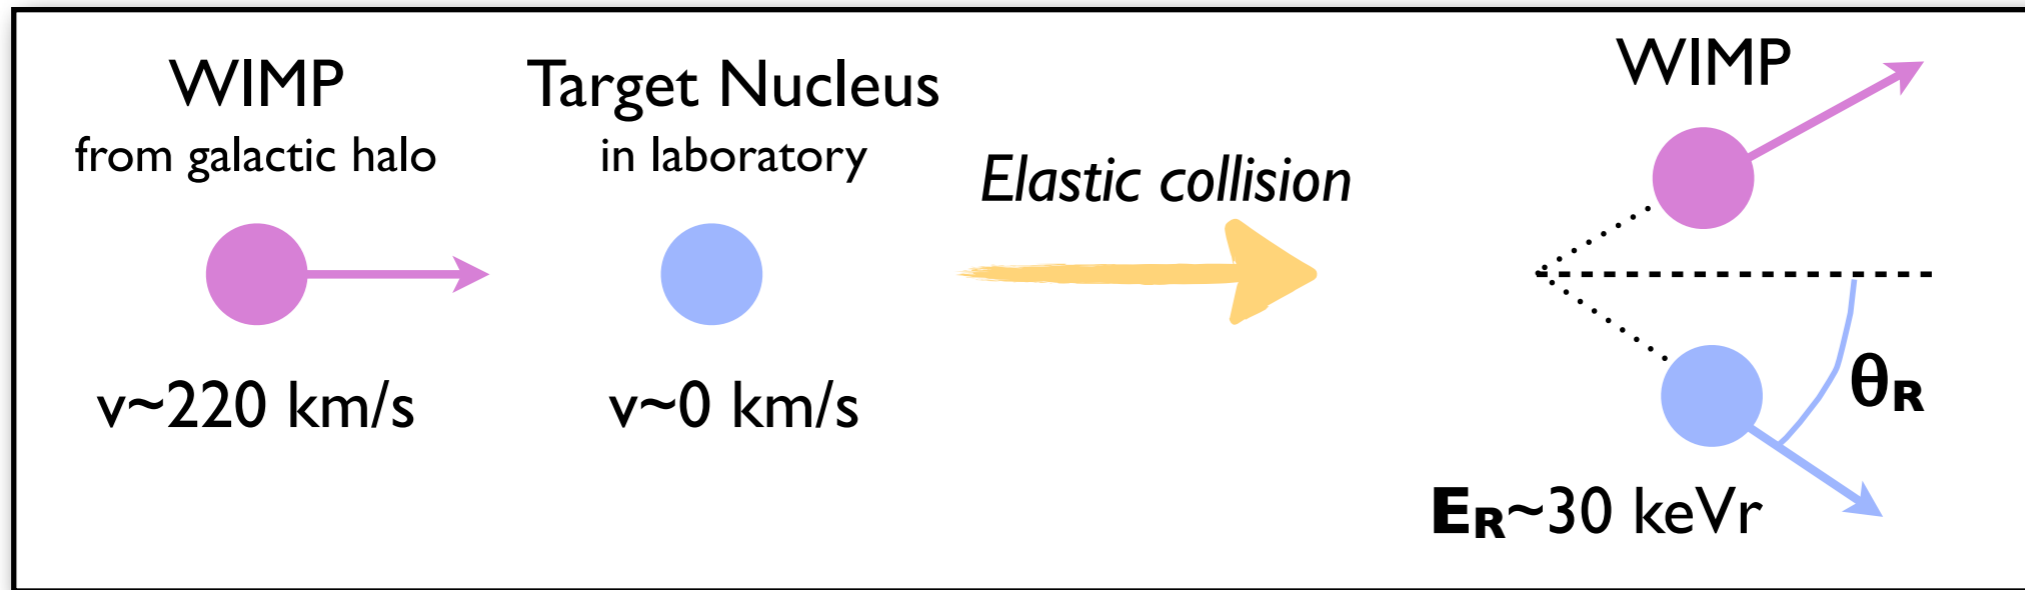 WIMP
from galactic halo
v~220 km/s
Target Nucleus
in laboratory
v~0 km/s
Elastic collision
WIMP
θR
ER~30 keVr